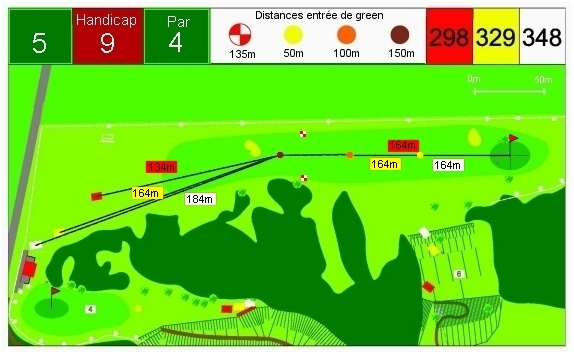 5
Handicap
9
Par
4
Distances entrée de green
135m
50m
100m
150m
298
329
348
0m
50m
164m
134m
164m
164m
164m
184m
6
4